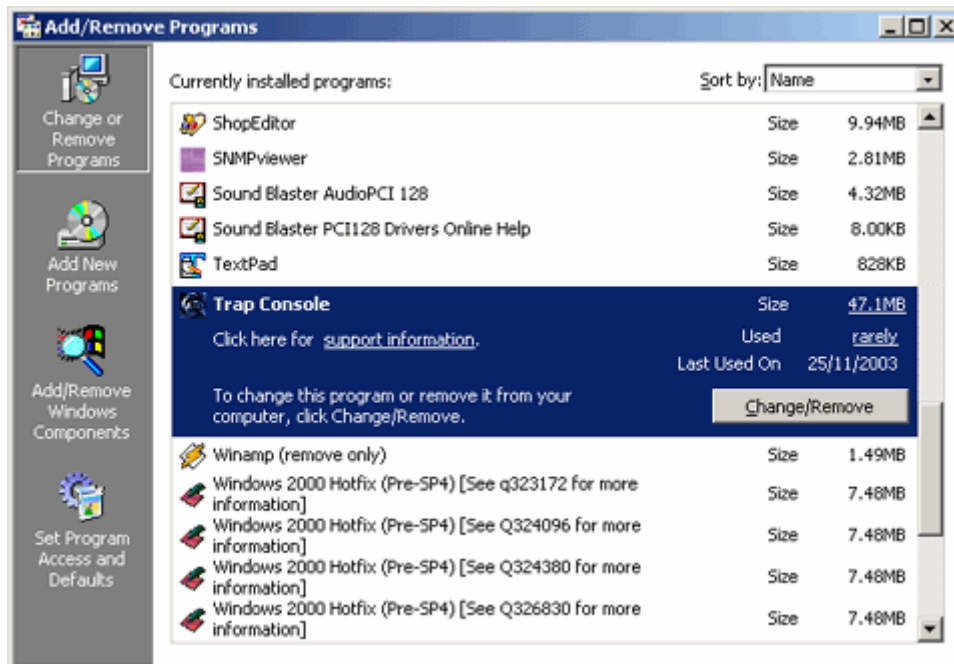 Add/Remove Programs
Change or
Remove
Programs
Add New
Programs
Add/Remove
Windows
Components
Set Program
Access and
Defaults
Currently installed programs: Sort by: Name
ShopEditor Size 9.94MB
SNMPviewer Size 2.81MB
Sound Blaster AudioPCI 128 Size 4.32MB
Sound Blaster PCI128 Drivers Online Help Size 8.00KB
TextPad Size 828KB
Trap Console Size 47.1MB
Click here for support information. Used rarely
Last Used On 25/11/2003
To change this program or remove it from your
computer, click Change/Remove. Change/Remove
Winamp (remove only) Size 1.49MB
Windows 2000 Hotfix (Pre-SP4) [See q323172 for more
information] Size 7.48MB
Windows 2000 Hotfix (Pre-SP4) [See Q324096 for more
information] Size 7.48MB
Windows 2000 Hotfix (Pre-SP4) [See Q324380 for more
information] Size 7.48MB
Windows 2000 Hotfix (Pre-SP4) [See Q326830 for more
information] Size 7.48MB